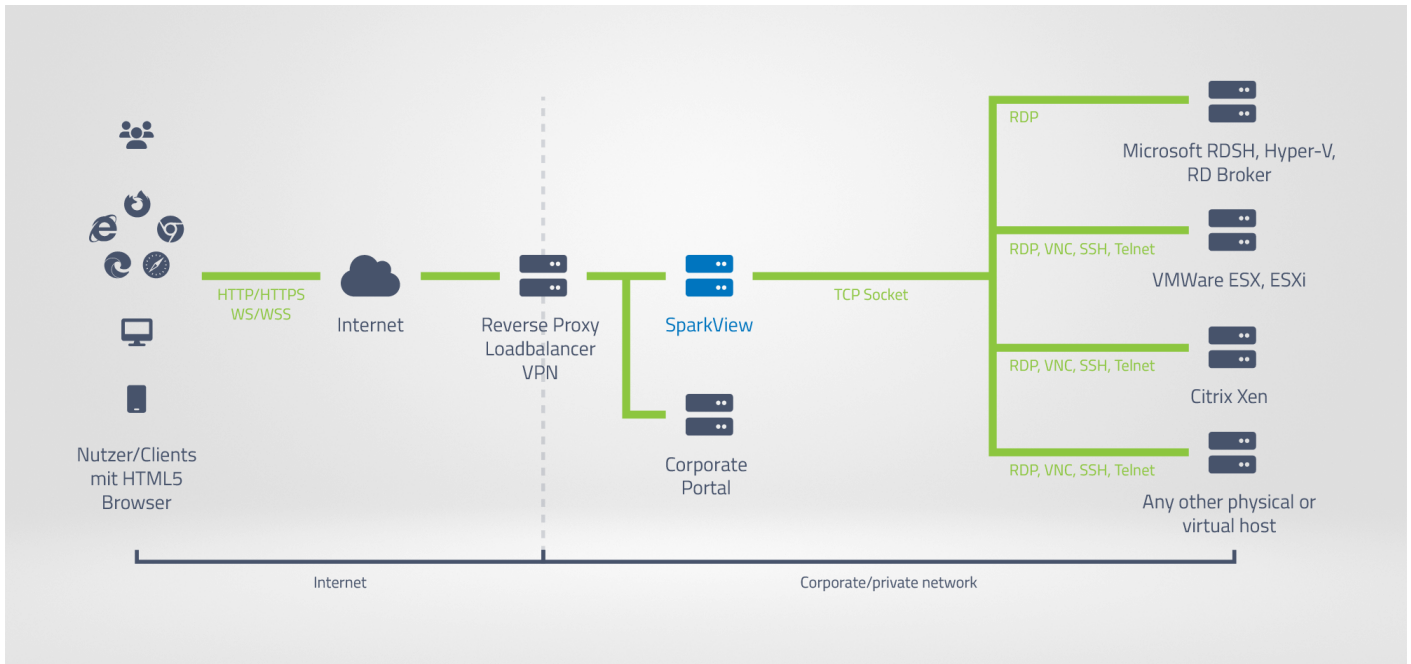 RDP
Microsoft RDSH, Hyper-V,
RD Broker
RDP, VNC, SSH, Telnet
VMWare ESX, ESXi
HTTP/HTTPS
WS/WSS
Internet
Reverse Proxy
Loadbalancer
VPN
SparkView
TCP Socket
RDP, VNC, SSH, Telnet
Citrix Xen
Nutzer/Clients
mit HTML5
Browser
Corporate
Portal
RDP, VNC, SSH, Telnet
Any other physical or
virtual host
Internet
Corporate/private network